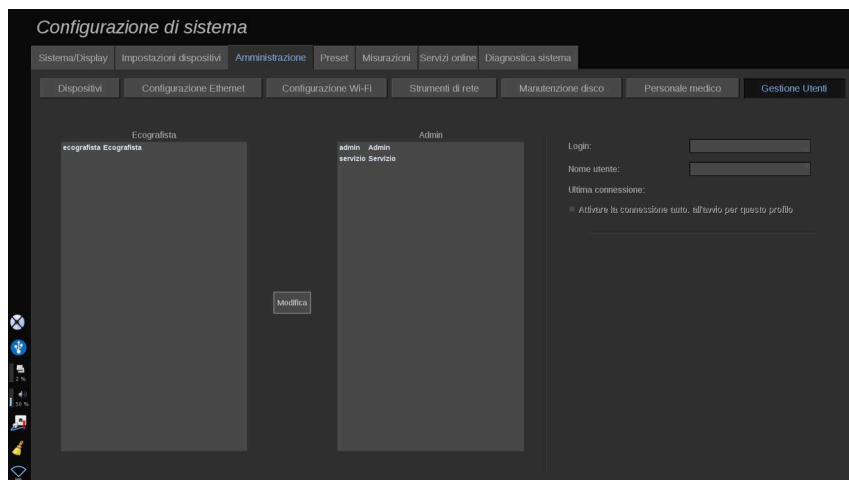 Configurazione di sistema
Sistema/Display Impostazioni dispositivi Amministrazione Preset Misurazioni Servizi online Diagnostica sistema
Dispositivi Configurazione Ethernet Configurazione Wi-Fi Strumenti di rete Manutenzione disco Personale medico Gestione Utenti
Ecografista
ecografista Ecografista
Modifica
Admin
admin Admin
servizio Servizio
Login:
Nome utente:
Ultima connessione:
Attivare la connessione auto. all'avvio per questo profilo
2 %
50 %